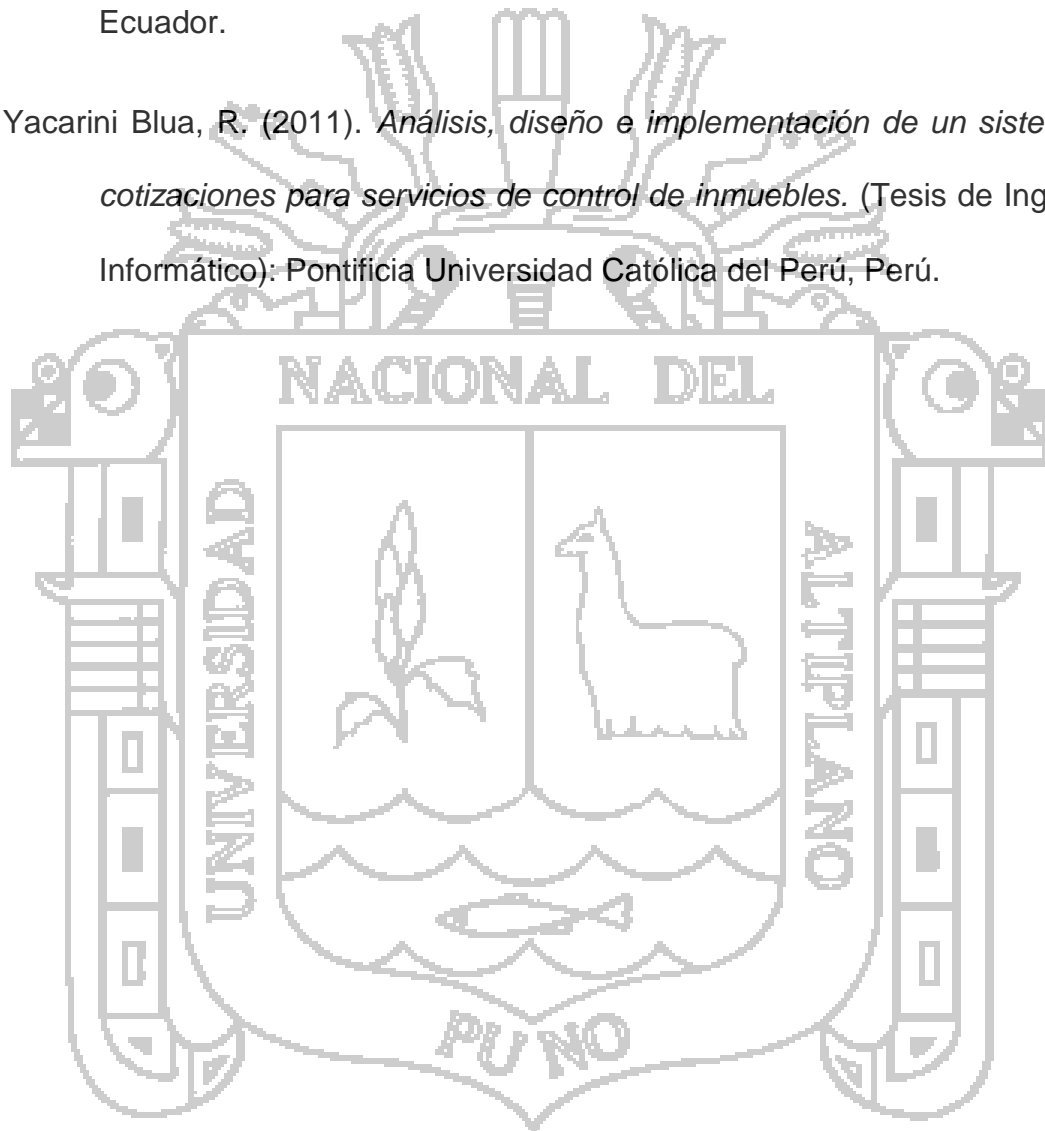 Ecuador.
Yacarini Blua, R. (2011). Análisis, diseño e implementación de un siste
cotizaciones para servicios de control de inmuebles. (Tesis de Ing
Informático): Pontificia Universidad Católica del Perú, Perú.
UNIVERSIDAD
NACIONAL DEL
ALTIPLANO
PUNO